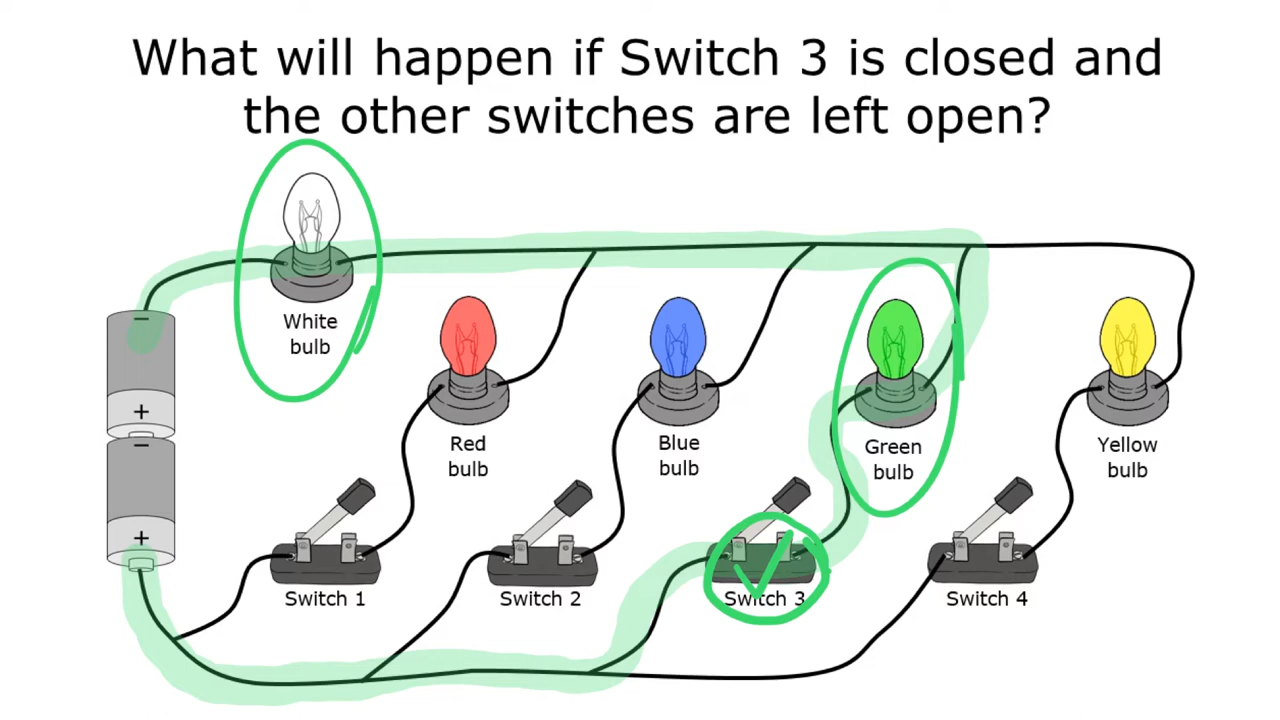 What will happen if Switch 3 is closed and
the other switches are left open?
White
bulb
−
+
−
+
Red
bulb
Blue
bulb
Green
bulb
Yellow
bulb
Switch 1
Switch 2
Switch 3
Switch 4